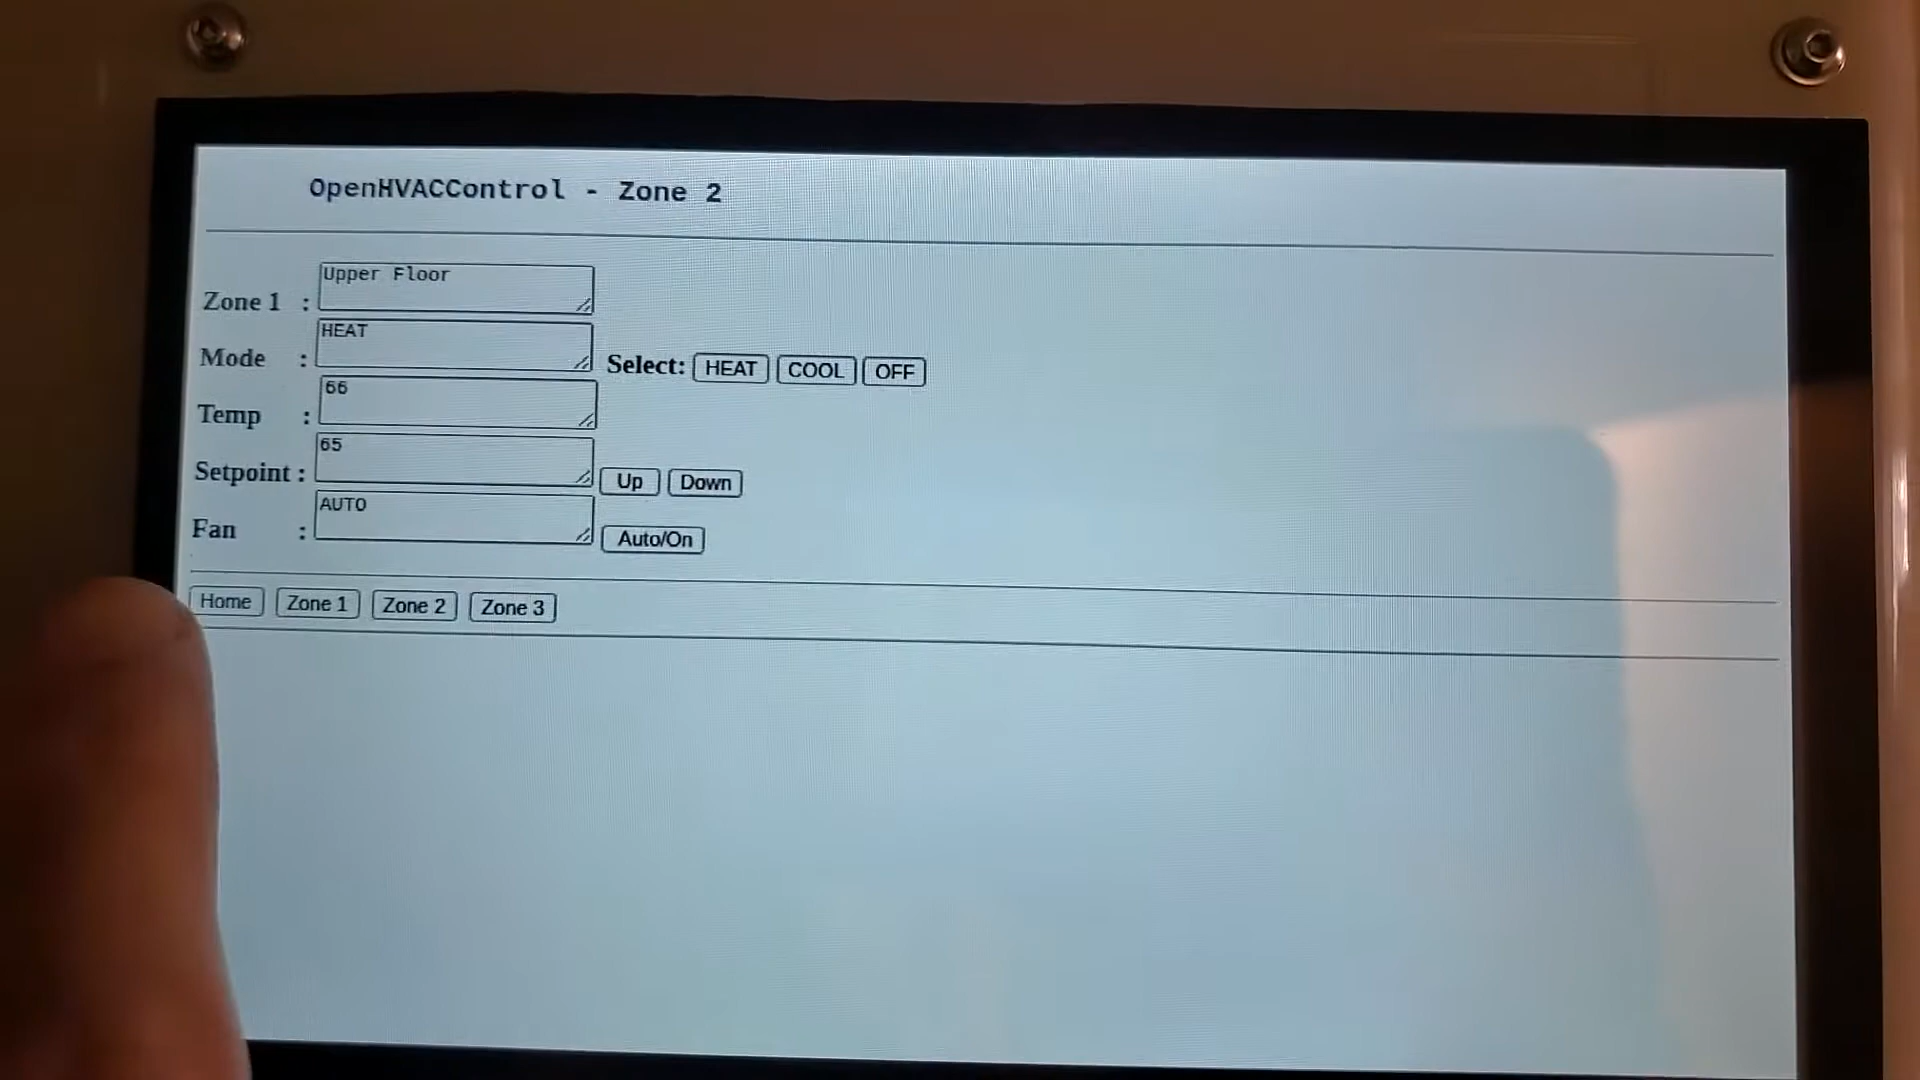 OpenHVACControl - Zone 2
Zone 1 : Upper Floor
Mode : HEAT Select: HEAT COOL OFF
Temp : 66
Setpoint : 65 Up Down
Fan : AUTO Auto/On
Home Zone 1 Zone 2 Zone 3